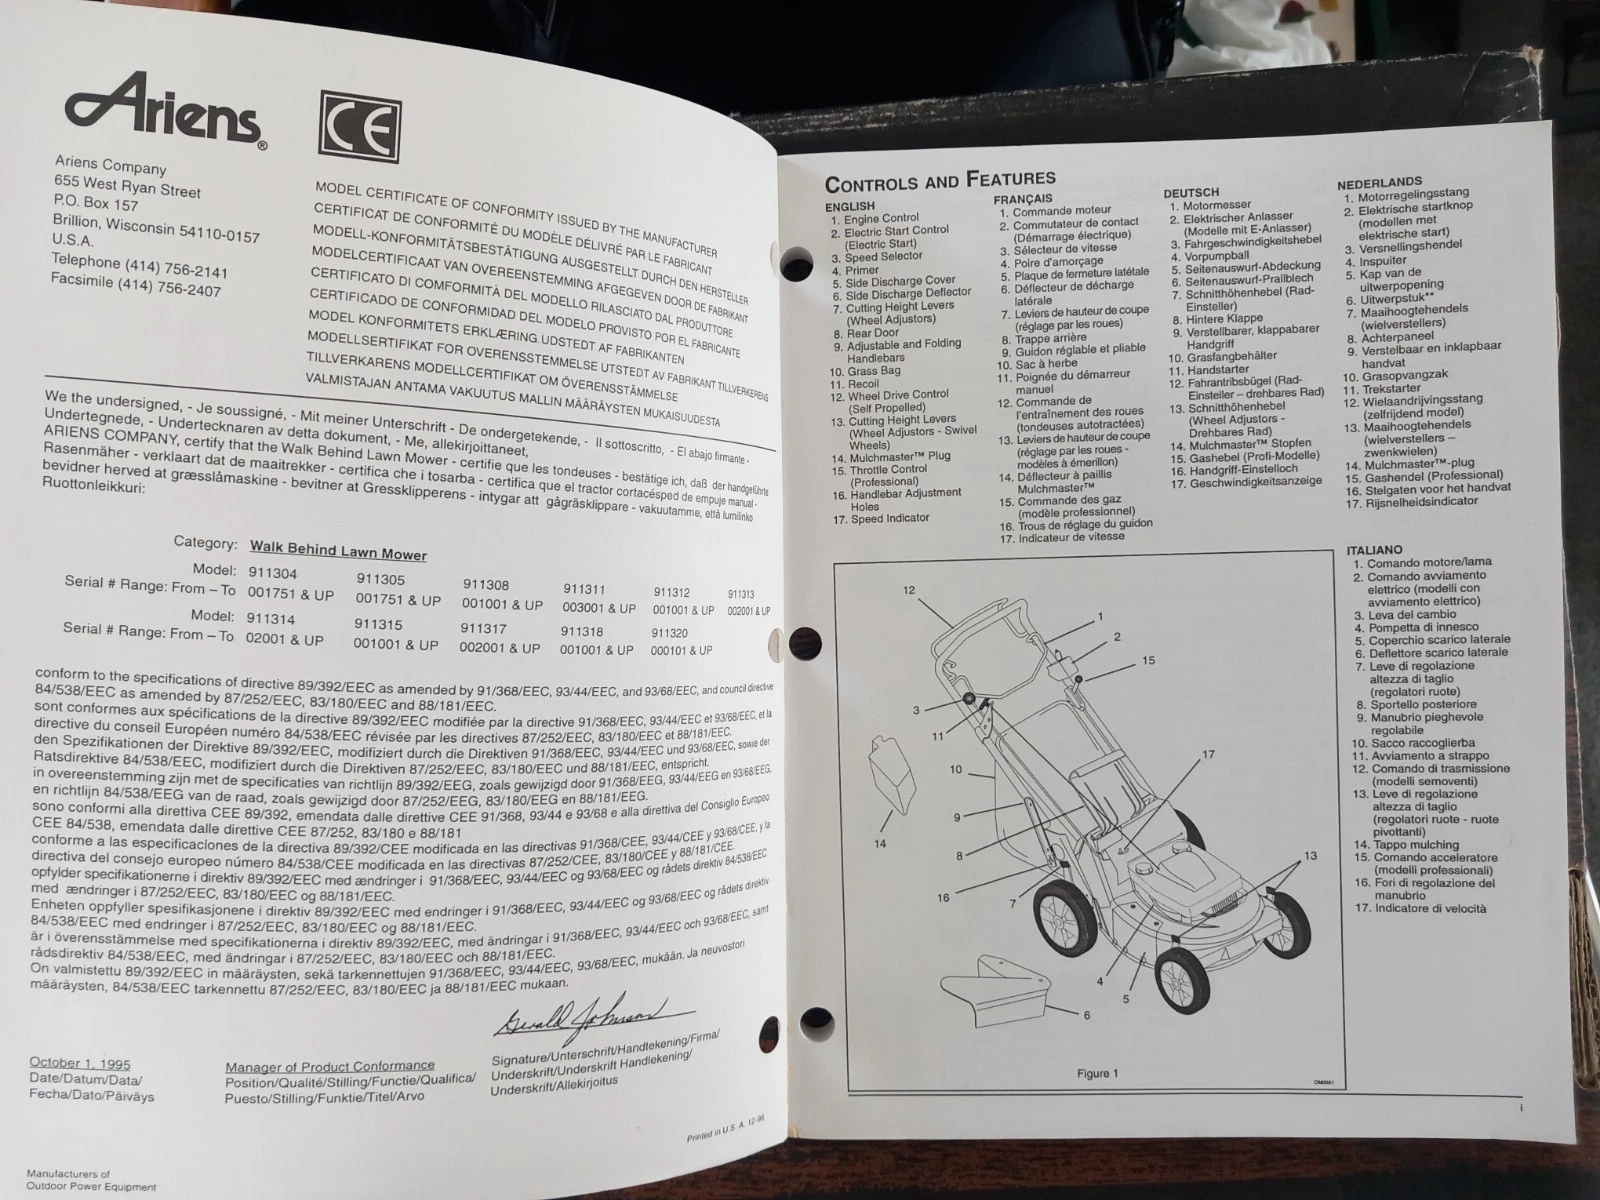 Ariens®
CE
Ariens Company
655 West Ryan Street
P.O. Box 157
Brillion, Wisconsin 54110-0157
U.S.A.
Telephone (414) 756-2141
Facsimile (414) 756-2407
MODEL CERTIFICATE OF CONFORMITY ISSUED BY THE MANUFACTURER
CERTIFICAT DE CONFORMITÉ DU MODÈLE DÉLIVRÉ PAR LE FABRICANT
MODELL-KONFORMITÄTSBESTÄTIGUNG AUSGESTELLT DURCH DEN HERSTELLER
MODELCERTIFICAAT VAN OVEREENSTEMMING AFGEGEVEN DOOR DE FABRIKANT
CERTIFICATO DI COMFORMITÀ DEL MODELLO RILASCIATO DAL PRODUTTORE
CERTIFICADO DE CONFORMIDAD DEL MODELO PROVISTO POR EL FABRICANTE
MODEL KONFORMITETS ERKLÆRING UDSTEDT AF FABRIKANTEN
MODELLSERTIFIKAT FOR OVERENSSTEMMELSE UTSTEDT AV FABRIKANT TILLVERKERENS
TILLVERKARENS MODELLCERTIFIKAT OM ÖVERENSSTÄMMELSE
VALMISTAJAN ANTAMA VAKUUTUS MALLIN MÄÄRÄYSTEN MUKAISUUDESTA
We the undersigned, - Je soussigné, - Mit meiner Unterschrift - De ondergetekende, - Il sottoscritto, - El abajo firmante -
Undertegnede, - Undertecknaren av detta dokument, - Me, allekirjoittaneet,
ARIENS COMPANY, certify that the Walk Behind Lawn Mower - certifie que les tondeuses - bestätige ich, daß der handgeführte
Rasenmäher - verklaart dat de maaitrekker - certifica che i tosarba - certifica que el tractor cortacésped de empuje manual -
bevidner herved at græsslåmaskine - bevitner at Gressklipperens - intygar att gågräsklippare - vakuutamme, että lumilinko
Ruottonleikkuri:
Category: Walk Behind Lawn Mower
Model: 911304 911305 911308 911311 911312 911313
Serial # Range: From – To 001751 & UP 001751 & UP 001001 & UP 003001 & UP 001001 & UP 002001 & UP
Model: 911314 911315 911317 911318 911320
Serial # Range: From – To 02001 & UP 001001 & UP 002001 & UP 001001 & UP 000101 & UP
conform to the specifications of directive 89/392/EEC as amended by 91/368/EEC, 93/44/EEC, and 93/68/EEC, and council directive
84/538/EEC as amended by 87/252/EEC, 83/180/EEC and 88/181/EEC.
sont conformes aux spécifications de la directive 89/392/EEC modifiée par la directive 91/368/EEC, 93/44/EEC et 93/68/EEC, et la
directive du conseil Européen numéro 84/538/EEC révisée par les directives 87/252/EEC, 83/180/EEC et 88/181/EEC.
den Spezifikationen der Direktive 89/392/EEC, modifiziert durch die Direktiven 91/368/EEC, 93/44/EEC und 93/68/EEC, sowie der
Ratsdirektive 84/538/EEC, modifiziert durch die Direktiven 87/252/EEC, 83/180/EEC und 88/181/EEC, entspricht.
in overeenstemming zijn met de specificaties van richtlijn 89/392/EEG, zoals gewijzigd door 91/368/EEG, 93/44/EEG en 93/68/EEG,
en richtlijn 84/538/EEG van de raad, zoals gewijzigd door 87/252/EEG, 83/180/EEG en 88/181/EEG.
sono conformi alla direttiva CEE 89/392, emendata dalle direttive CEE 91/368, 93/44 e 93/68 e alla direttiva del Consiglio Europeo
CEE 84/538, emendata dalle direttive CEE 87/252, 83/180 e 88/181
conforme a las especificaciones de la directiva 89/392/CEE modificada en las directivas 91/368/CEE, 93/44/CEE y 93/68/CEE, y la
directiva del consejo europeo número 84/538/CEE modificada en las directivas 87/252/CEE, 83/180/CEE y 88/181/CEE.
opfylder specifikationerne i direktiv 89/392/EEC med ændringer i 91/368/EEC, 93/44/EEC og 93/68/EEC og rådets direktiv 84/538/EEC
med ændringer i 87/252/EEC, 83/180/EEC og 88/181/EEC.
Enheten oppfyller spesifikasjonene i direktiv 89/392/EEC med endringer i 91/368/EEC, 93/44/EEC og 93/68/EEC og rådets direktiv
84/538/EEC med endringer i 87/252/EEC, 83/180/EEC og 88/181/EEC.
är i överensstämmelse med specifikationerna i direktiv 89/392/EEC, med ändringar i 91/368/EEC, 93/44/EEC och 93/68/EEC, samt
rådsdirektiv 84/538/EEC, med ändringar i 87/252/EEC, 83/180/EEC och 88/181/EEC.
On valmistettu 89/392/EEC in määräysten, sekä tarkennettujen 91/368/EEC, 93/44/EEC, 93/68/EEC, mukään. Ja neuvostori
määräysten, 84/538/EEC tarkennettu 87/252/EEC, 83/180/EEC ja 88/181/EEC mukaan.
Gerald Johnson
October 1, 1995
Date/Datum/Data/
Fecha/Dato/Päiväys
Manager of Product Conformance
Position/Qualité/Stilling/Functie/Qualifica/
Puesto/Stilling/Funktie/Titel/Arvo
Signature/Unterschrift/Handtekening/Firma/
Underskrift/Underskrift Handlekening/
Underskrift/Allekirjoitus
Printed in U.S.A. 12-96
Manufacturers of
Outdoor Power Equipment
CONTROLS AND FEATURES
ENGLISH
1. Engine Control
2. Electric Start Control
(Electric Start)
3. Speed Selector
4. Primer
5. Side Discharge Cover
6. Side Discharge Deflector
7. Cutting Height Levers
(Wheel Adjustors)
8. Rear Door
9. Adjustable and Folding
Handlebars
10. Grass Bag
11. Recoil
12. Wheel Drive Control
(Self Propelled)
13. Cutting Height Levers
(Wheel Adjustors - Swivel
Wheels)
14. Mulchmaster™ Plug
15. Throttle Control
(Professional)
16. Handlebar Adjustment
Holes
17. Speed Indicator
FRANÇAIS
1. Commande moteur
2. Commutateur de contact
(Démarrage électrique)
3. Sélecteur de vitesse
4. Poire d'amorçage
5. Plaque de fermeture latétale
6. Déflecteur de décharge
latérale
7. Leviers de hauteur de coupe
(réglage par les roues)
8. Trappe arrière
9. Guidon réglable et pliable
10. Sac à herbe
11. Poignée du démarreur
manuel
12. Commande de
l'entraînement des roues
(tondeuses autotractées)
13. Leviers de hauteur de coupe
(réglage par les roues -
modèles à émerillon)
14. Déflecteur à paillis
Mulchmaster™
15. Commande des gaz
(modèle professionnel)
16. Trous de réglage du guidon
17. Indicateur de vitesse
DEUTSCH
1. Motormesser
2. Elektrischer Anlasser
(Modelle mit E-Anlasser)
3. Fahrgeschwindigkeitshebel
4. Vorpumpball
5. Seitenauswurf-Abdeckung
6. Seitenauswurf-Prallblech
7. Schnitthöhenhebel (Rad-
Einsteller)
8. Hintere Klappe
9. Verstellbarer, klappabarer
Handgriff
10. Grasfangbehälter
11. Handstarter
12. Fahrantribsbügel (Rad-
Einsteller – drehbares Rad)
13. Schnitthöhenhebel
(Wheel Adjustors -
Drehbares Rad)
14. Mulchmaster™ Stopfen
15. Gashebel (Profi-Modelle)
16. Handgriff-Einstelloch
17. Geschwindigkeitsanzeige
NEDERLANDS
1. Motorregelingsstang
2. Elektrische startknop
(modellen met
elektrische start)
3. Versnellingshendel
4. Inspuiter
5. Kap van de
uitwerpopening
6. Uitwerpstuk**
7. Maaihoogtehendels
(wielverstellers)
8. Achterpaneel
9. Verstelbaar en inklapbaar
handvat
10. Grasopvangzak
11. Trekstarter
12. Wielaandrijvingsstang
(zelfrijdend model)
13. Maaihoogtehendels
(wielverstellers –
zwenkwielen)
14. Mulchmaster™-plug
15. Gashendel (Professional)
16. Stelgaten voor het handvat
17. Rijsnelheidsindicator
ITALIANO
1. Comando motore/lama
2. Comando avviamento
elettrico (modelli con
avviamento elettrico)
3. Leva del cambio
4. Pompetta di innesco
5. Coperchio scarico laterale
6. Deflettore scarico laterale
7. Leve di regolazione
altezza di taglio
(regolatori ruote)
8. Sportello posteriore
9. Manubrio pieghevole
regolabile
10. Sacco raccoglierba
11. Avviamento a strappo
12. Comando di trasmissione
(modelli semoventi)
13. Leve di regolazione
altezza di taglio
(regolatori ruote - ruote
pivottanti)
14. Tappo mulching
15. Comando acceleratore
(modelli professionali)
16. Fori di regolazione del
manubrio
17. Indicatore di velocità
12
1
2
15
3
11
17
10
14
9
8
13
16
7
4
5
6
Figure 1
OM0091
i